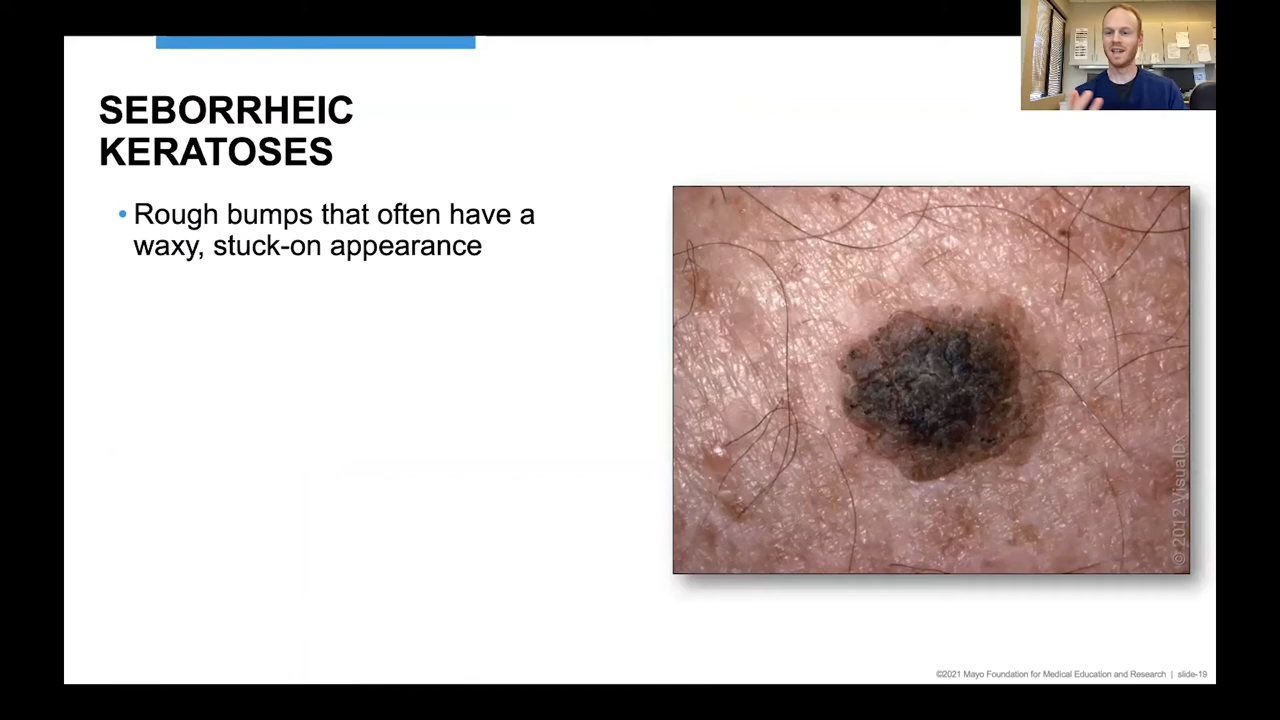 SEBORRHEIC
KERATOSES
• Rough bumps that often have a
waxy, stuck-on appearance
© 2012 VisualDx
©2021 Mayo Foundation for Medical Education and Research | slide-19